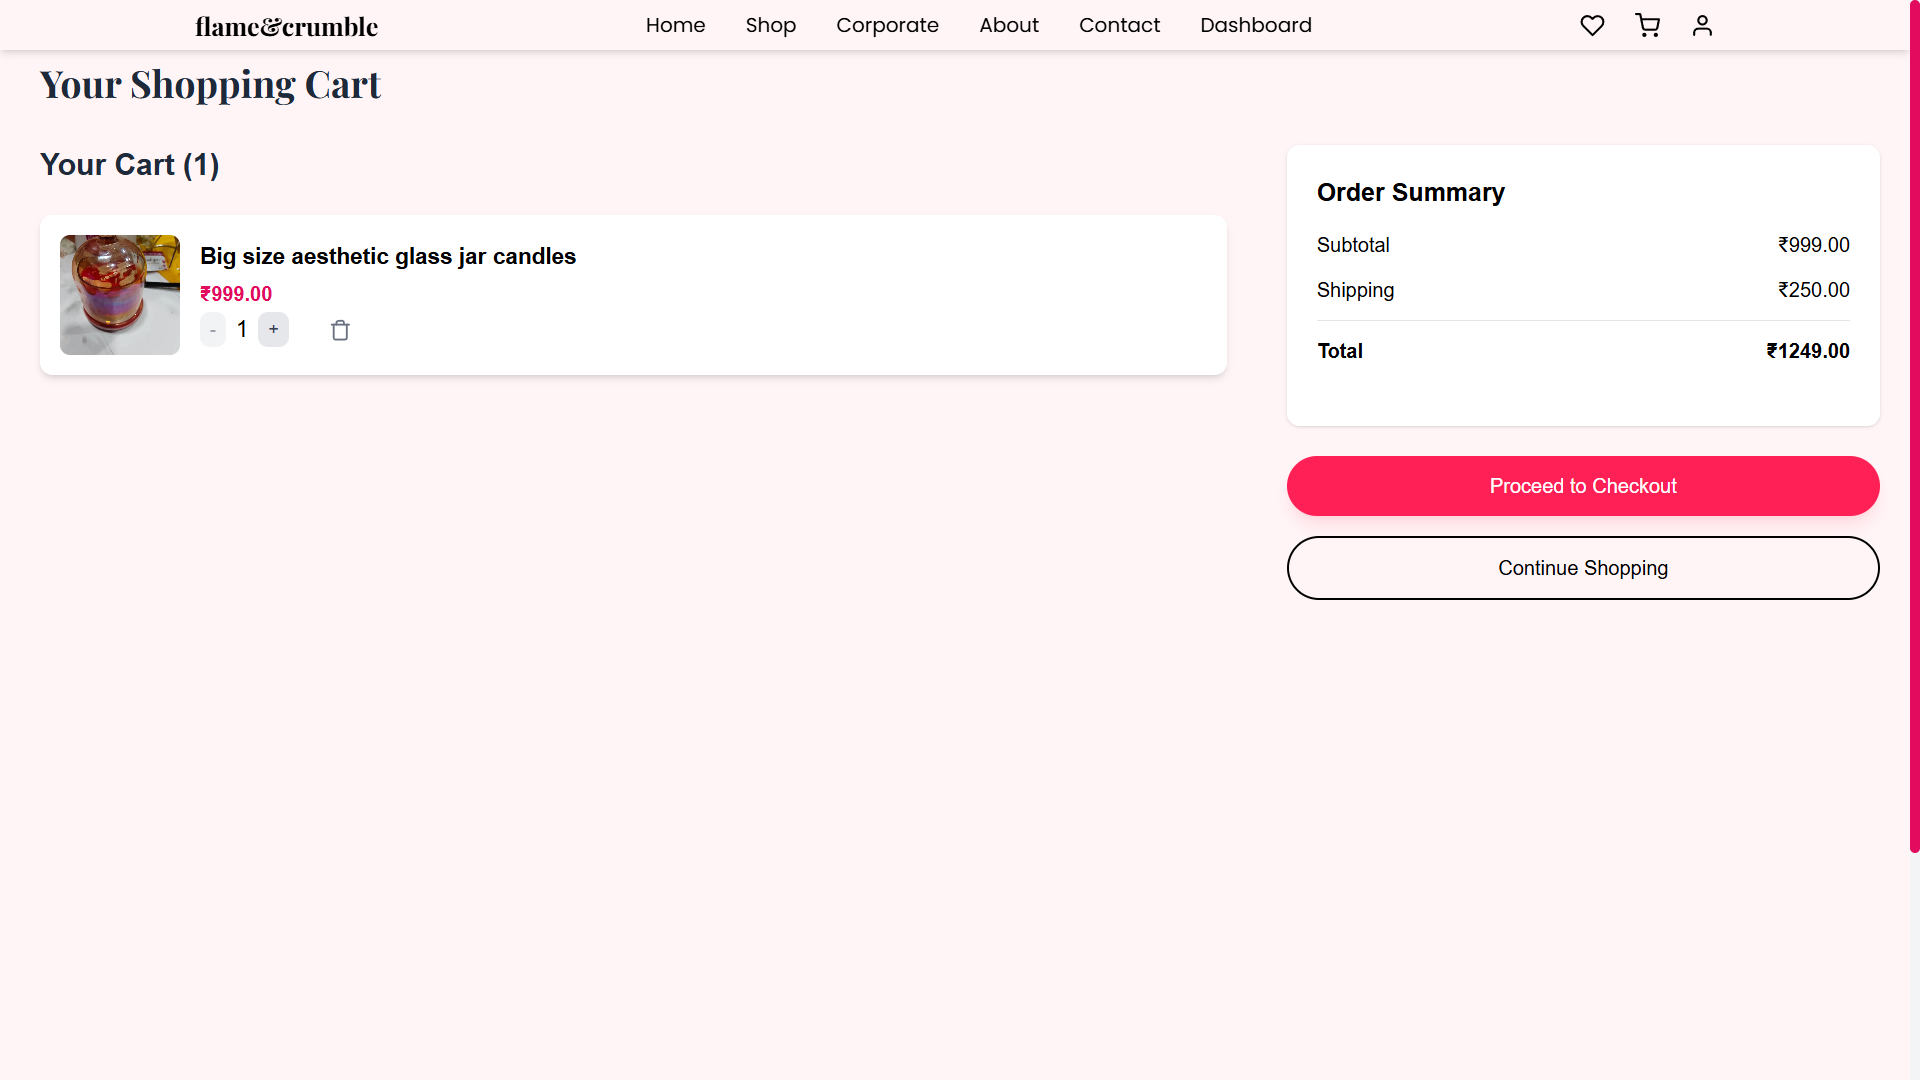 flame&crumble
Home
Shop
Corporate
About
Contact
Dashboard
Your Shopping Cart
Your Cart (1)
Big size aesthetic glass jar candles
₹999.00
- 1 +
Order Summary
Subtotal ₹999.00
Shipping ₹250.00
Total ₹1249.00
Proceed to Checkout
Continue Shopping